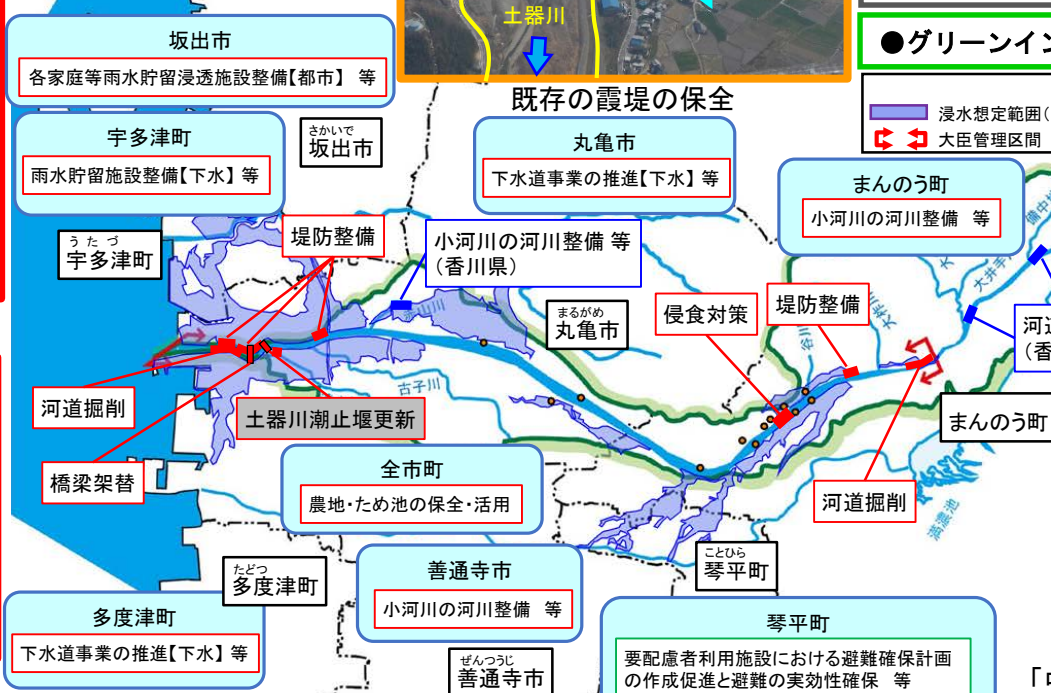 土器川
●グリーンイン
既存の霞堤の保全
浸水想定範囲(
大臣管理区間
坂出市
各家庭等雨水貯留浸透施設整備【都市】 等
宇多津町
雨水貯留施設整備【下水】 等
さかいで
坂出市
丸亀市
下水道事業の推進【下水】 等
まんのう町
小河川の河川整備 等
うたづ
宇多津町
堤防整備
小河川の河川整備 等
(香川県)
まるがめ
丸亀市
侵食対策
堤防整備
大井手
河道
(香
古子川
河道掘削
土器川潮止堰更新
まんのう町
橋梁架替
全市町
農地・ため池の保全・活用
河道掘削
満濃池
たどつ
多度津町
善通寺市
小河川の河川整備 等
ことひら
琴平町
多度津町
下水道事業の推進【下水】 等
ぜんつうじ
善通寺市
琴平町
要配慮者利用施設における避難確保計画
の作成促進と避難の実効性確保 等